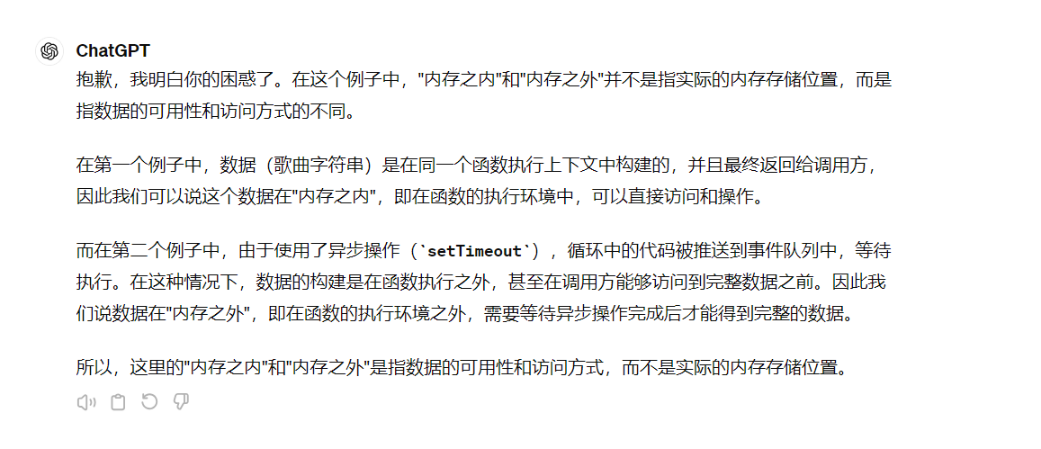 ChatGPT
抱歉，我明白你的困惑了。在这个例子中，"内存之内"和"内存之外"并不是指实际的内存存储位置，而是
指数据的可用性和访问方式的不同。
在第一个例子中，数据（歌曲字符串）是在同一个函数执行上下文中构建的，并且最终返回给调用方，
因此我们可以说这个数据在"内存之内"，即在函数的执行环境中，可以直接访问和操作。
而在第二个例子中，由于使用了异步操作（`setTimeout`），循环中的代码被推送到事件队列中，等待
执行。在这种情况下，数据的构建是在函数执行之外，甚至在调用方能够访问到完整数据之前。因此我
们说数据在"内存之外"，即在函数的执行环境之外，需要等待异步操作完成后才能得到完整的数据。
所以，这里的"内存之内"和"内存之外"是指数据的可用性和访问方式，而不是实际的内存存储位置。